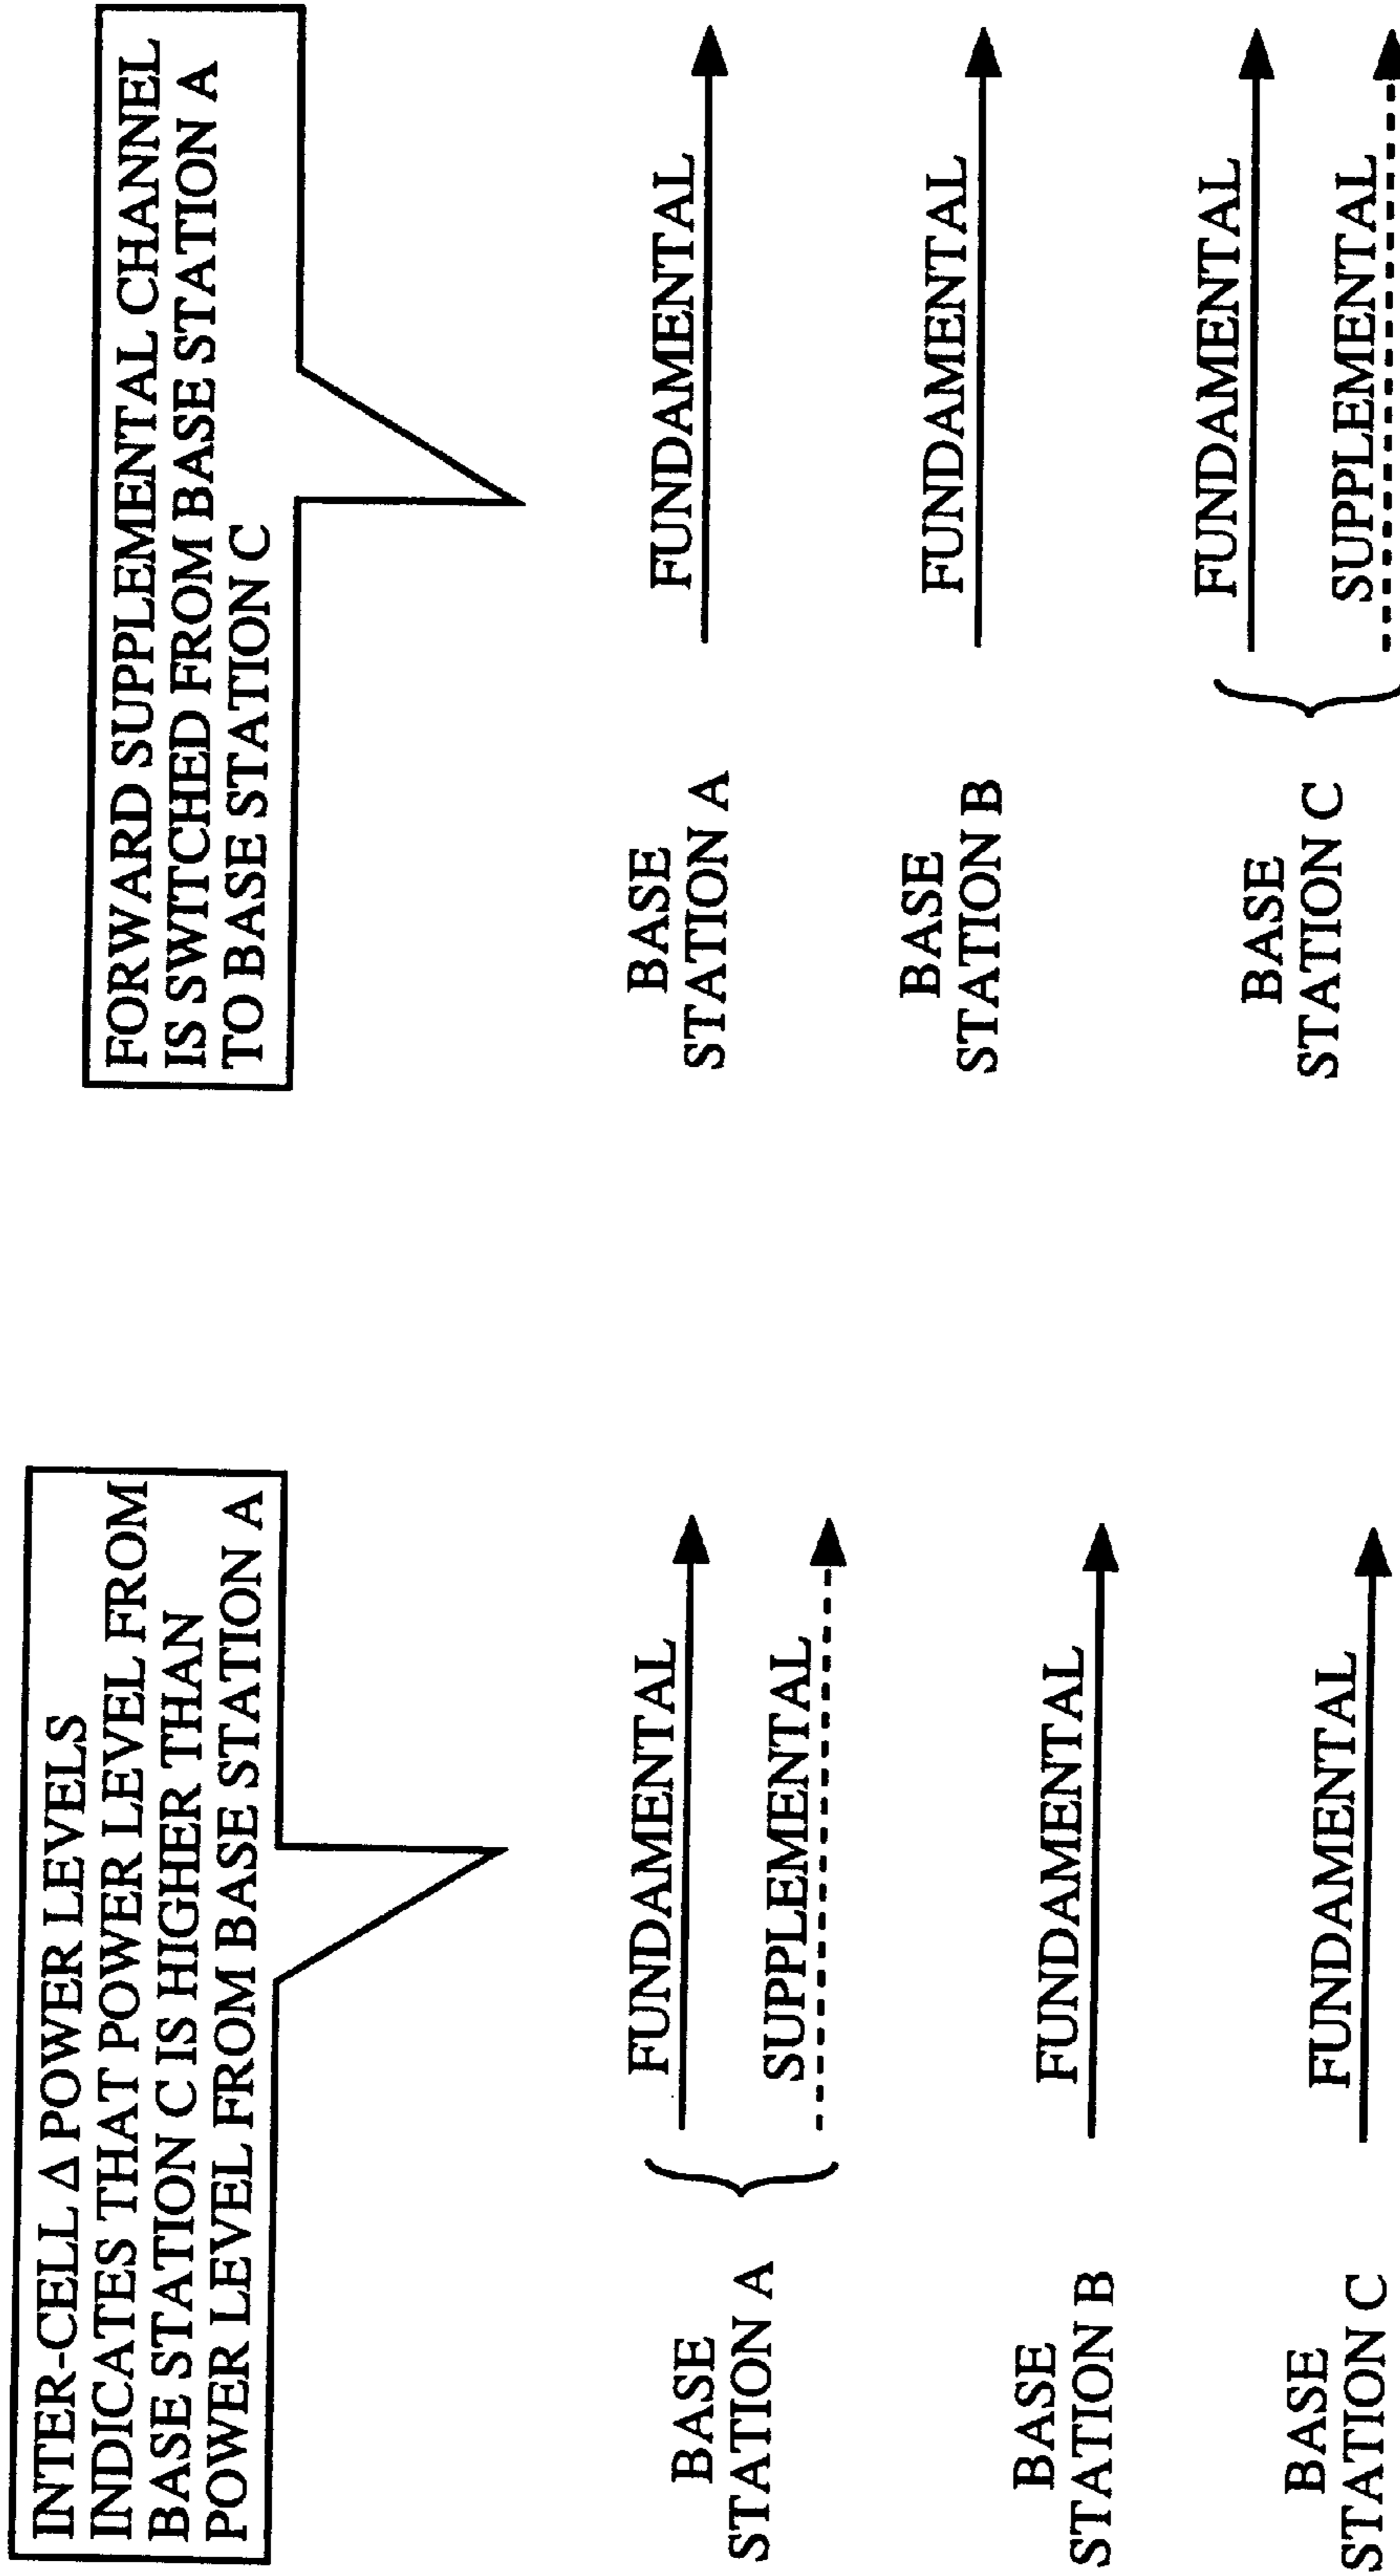 INTER-CELL Δ POWER LEVELS
INDICATES THAT POWER LEVEL FROM
BASE STATION C IS HIGHER THAN
POWER LEVEL FROM BASE STATION A
BASE
STATION A
FUNDAMENTAL
SUPPLEMENTAL
BASE
STATION B
FUNDAMENTAL
BASE
STATION C
FUNDAMENTAL
FORWARD SUPPLEMENTAL CHANNEL
IS SWITCHED FROM BASE STATION A
TO BASE STATION C
BASE
STATION A
FUNDAMENTAL
BASE
STATION B
FUNDAMENTAL
BASE
STATION C
FUNDAMENTAL
SUPPLEMENTAL